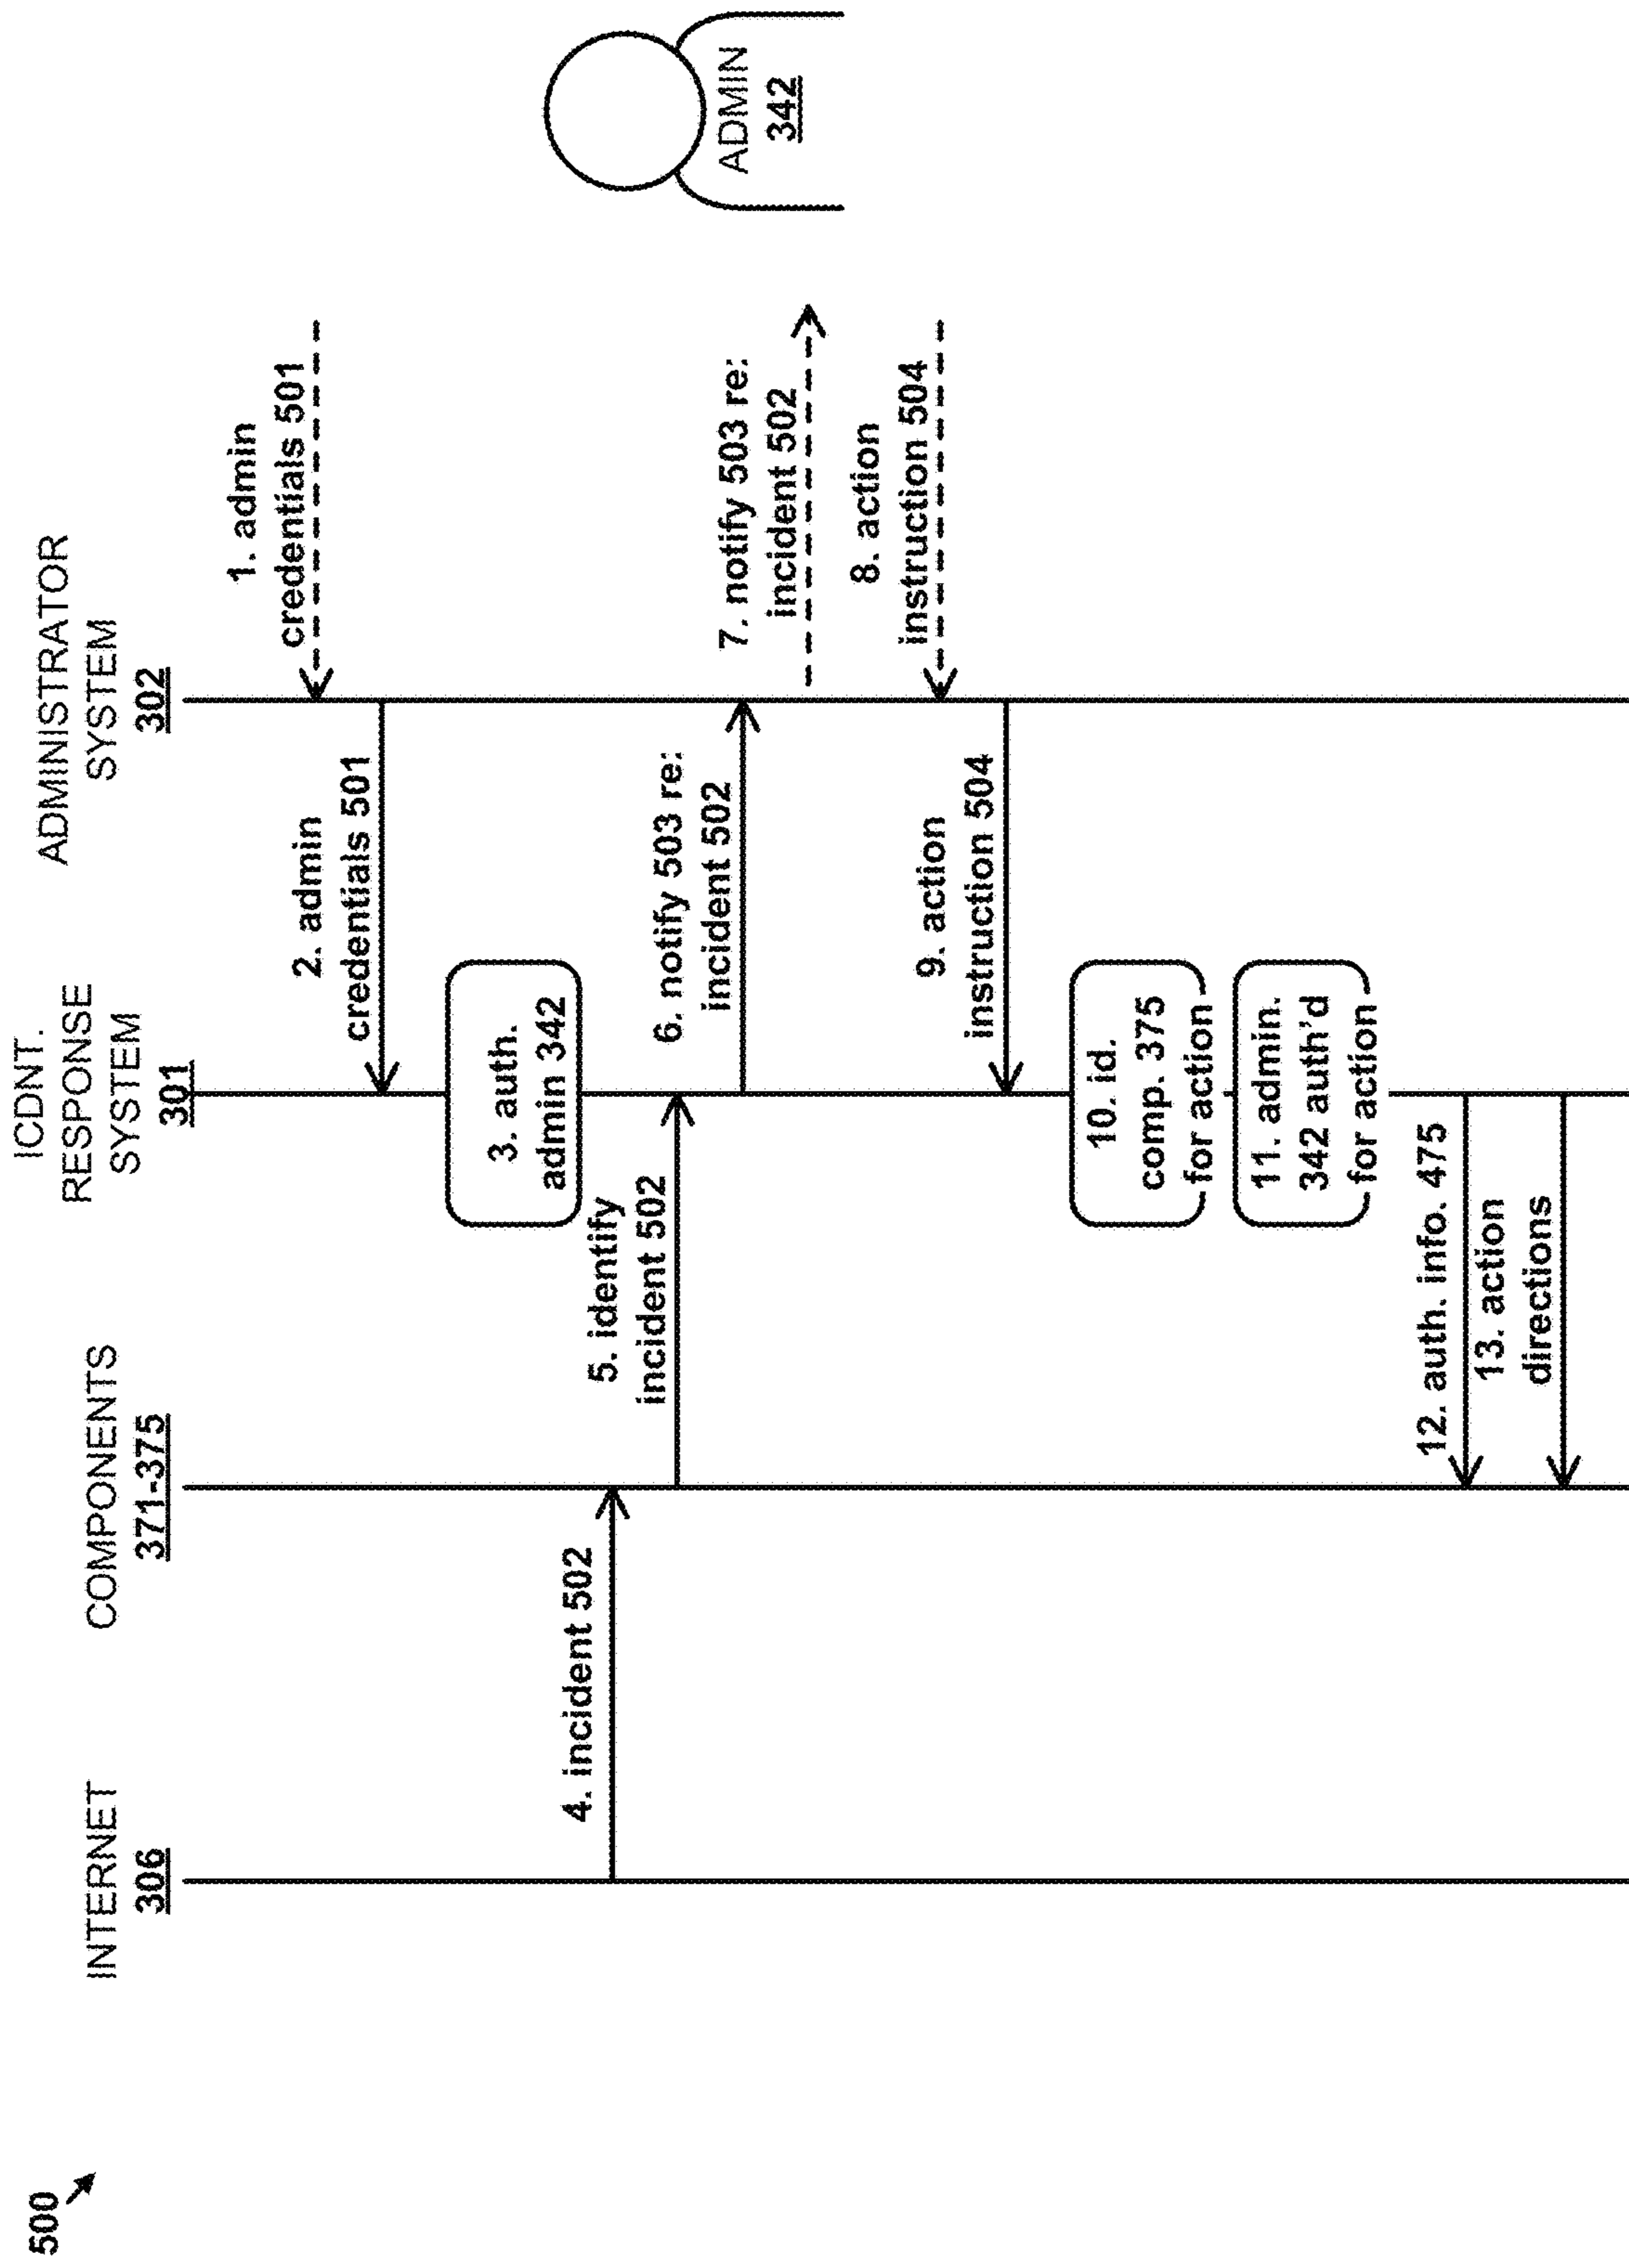 500
INTERNET
306
COMPONENTS
371-375
ICDNT.
RESPONSE
SYSTEM
301
ADMINISTRATOR
SYSTEM
302
ADMIN
342
1. admin
credentials 501
2. admin
credentials 501
3. auth.
admin 342
4. incident 502
5. identify
incident 502
6. notify 503 re:
incident 502
7. notify 503 re:
incident 502
8. action
instruction 504
9. action
instruction 504
10. id.
comp. 375
for action
11. admin.
342 auth'd
for action
12. auth. info. 475
13. action
directions